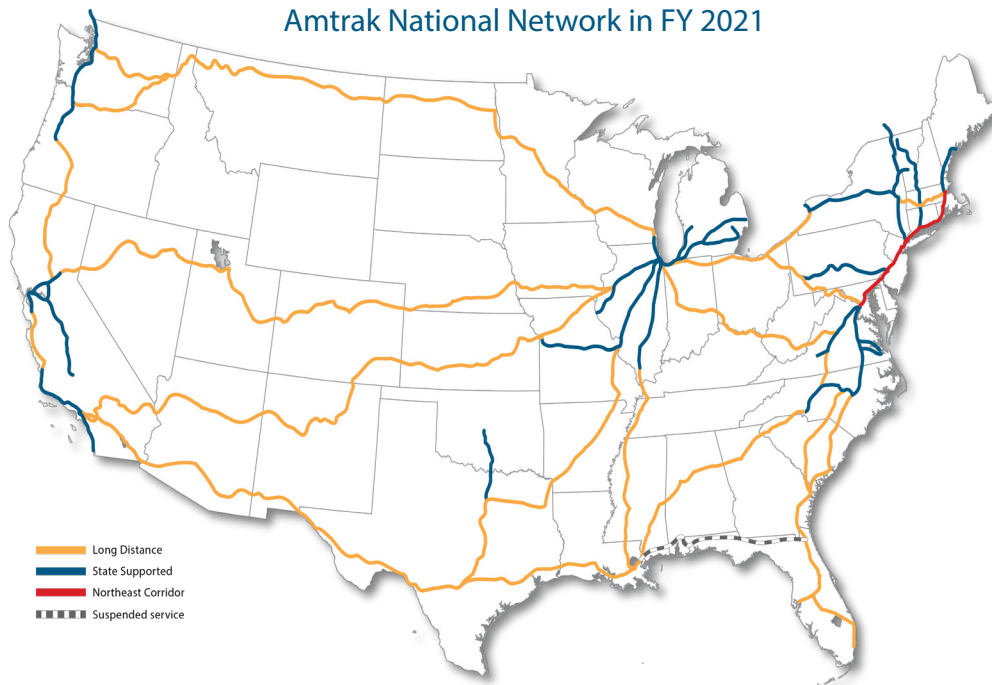 Amtrak National Network in FY 2021
Long Distance
State Supported
Northeast Corridor
Suspended service